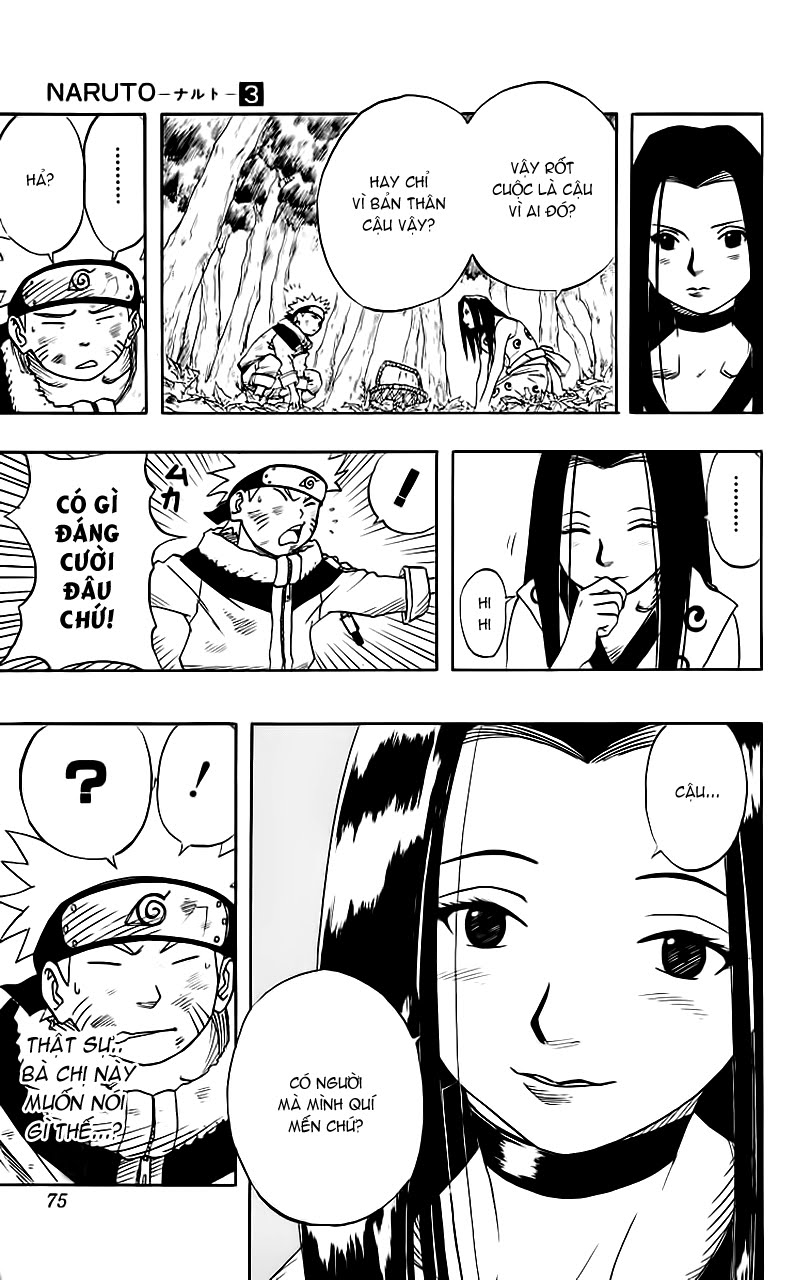 NARUTO—ナルト—3
VẬY RỐT
CUỘC LÀ CẬU
VÌ AI ĐÓ?
HAY CHỈ
VÌ BẢN THÂN
CẬU VẬY?
.........
HẢ?
.........
HI
HI
!
ムカ
CÓ GÌ
ĐÁNG
CƯỜI
ĐÂU
CHỨ!
CẬU...
CÓ NGƯỜI
MÀ MÌNH QUÍ
MẾN CHỨ?
!
?
THẬT SỰ..
BÀ CHỊ NÀY
MUỐN NÓI
GÌ THẾ...?
75